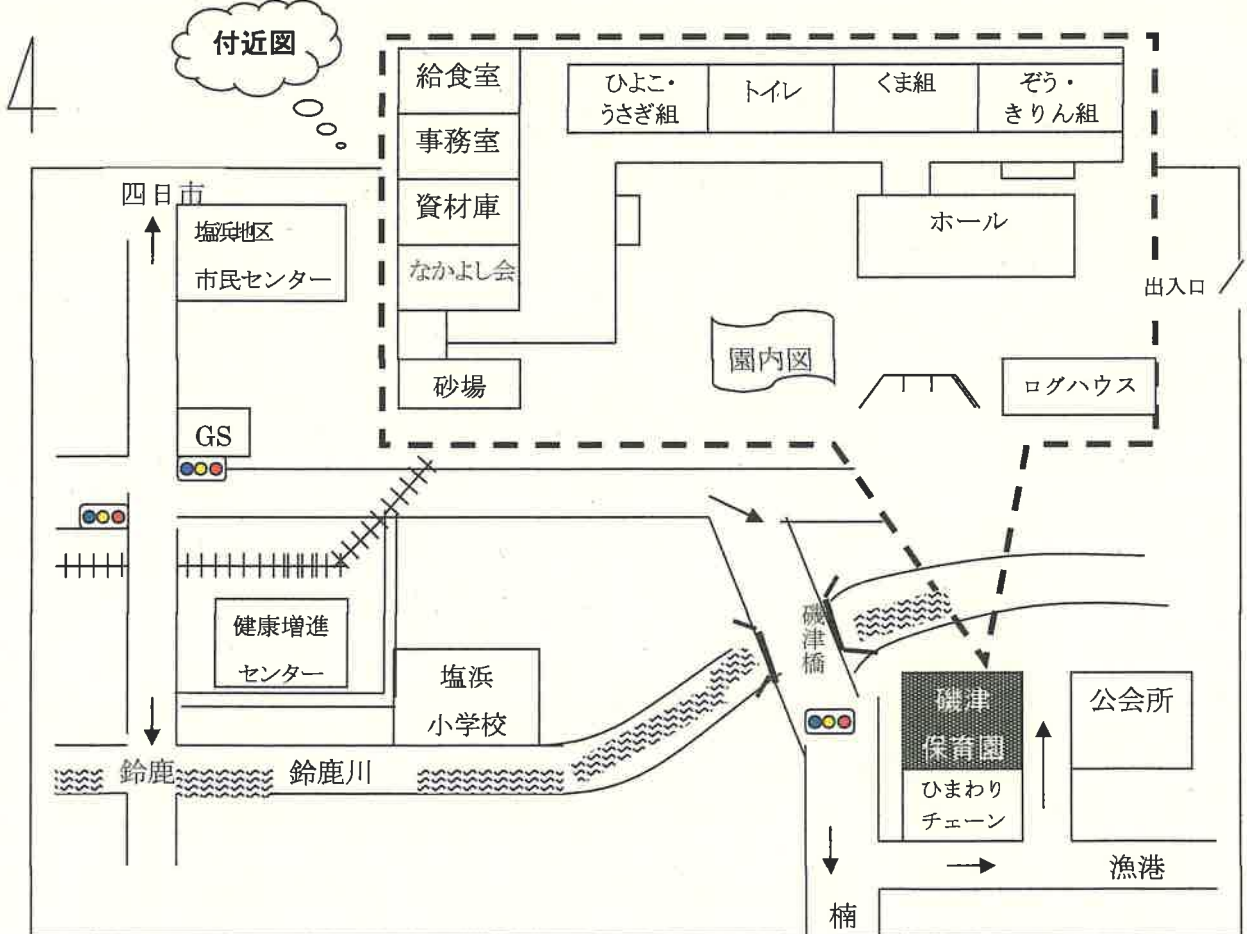 付近図
給食室
事務室
資材庫
なかよし会
砂場
ひよこ・
うさぎ組
トイレ
くま組
ぞう・
きりん組
ホール
出入口
園内図
ログハウス
四日市
塩浜地区
市民センター
GS
健康増進
センター
塩浜
小学校
磯津橋
磯津
保育園
ひまわり
チェーン
公会所
鈴鹿
鈴鹿川
漁港
楠